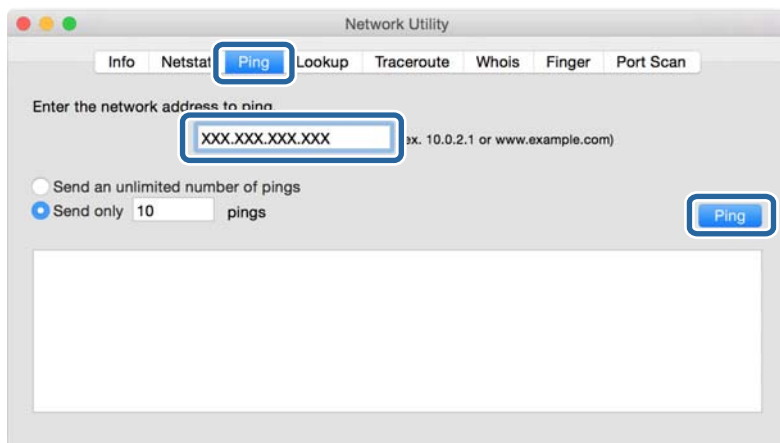 Network Utility
Info Netstat Ping Lookup Traceroute Whois Finger Port Scan
Enter the network address to ping.
XXX.XXX.XXX.XXX ex. 10.0.2.1 or www.example.com)
Send an unlimited number of pings
Send only 10 pings
Ping